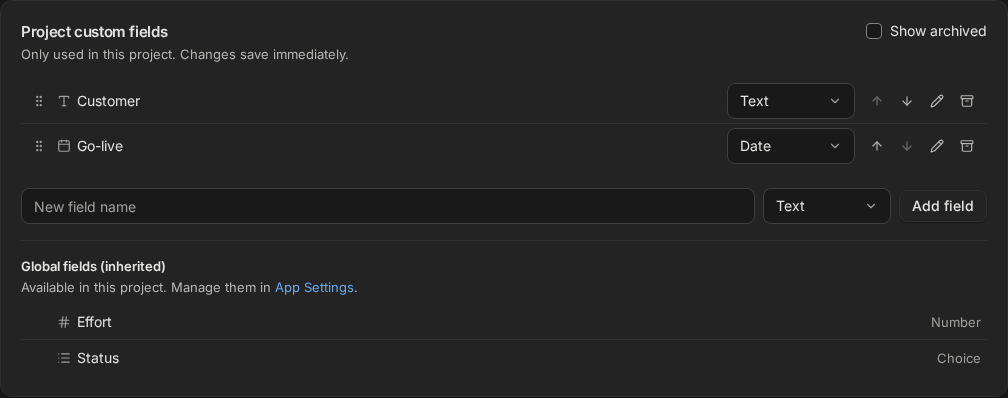 Project custom fields
Show archived
Only used in this project. Changes save immediately.
Customer
Text
Go-live
Date
New field name
Text
Add field
Global fields (inherited)
Available in this project. Manage them in App Settings.
Effort
Number
Status
Choice